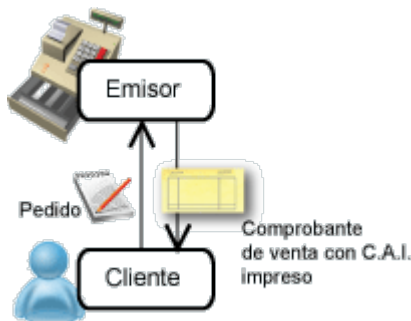 Emisor
Pedido
Comprobante
de venta con C.A.I.
impreso
Cliente